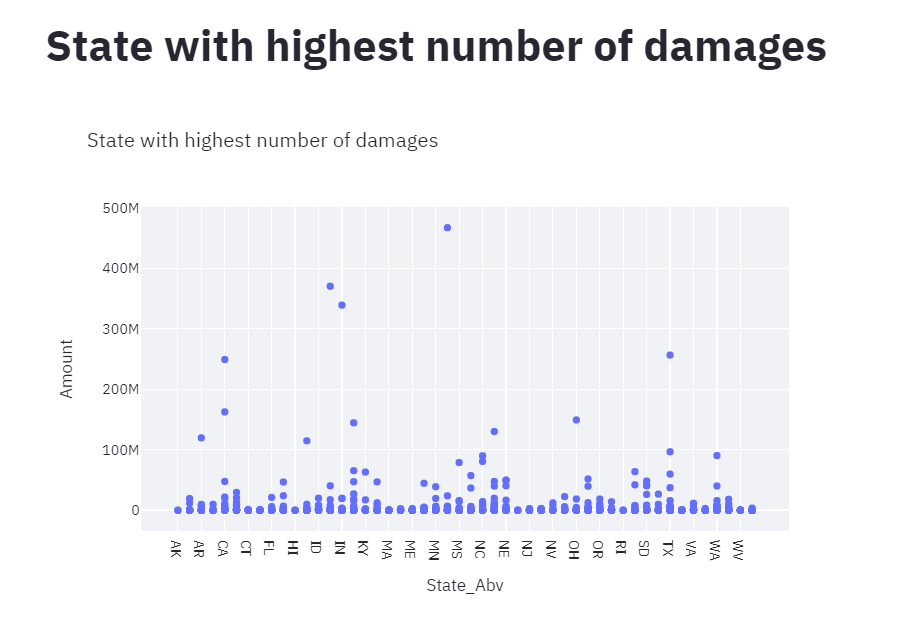 State with highest number of damages
State with highest number of damages
500M
400M
300M
200M
100M
0
Amount
AK AR CA CT FL HI ID IN KY MA ME MN MS NC NE NJ NV OH OR RI SD TX VA WA WV
State_Abv